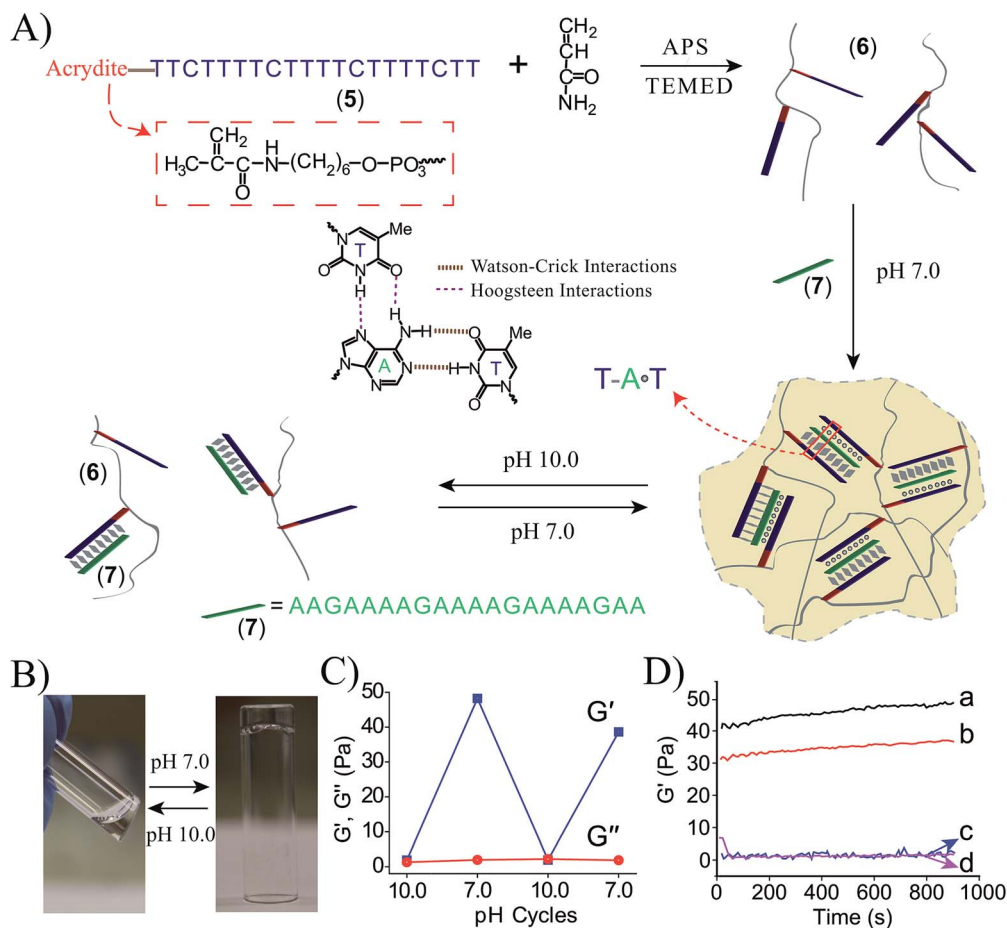 A)
Acrydite TTCTTTTCTTTTCTTTTCTT
(5)
+
CH2
CH
C=O
NH2
APS
TEMED
(6)
CH2
H3C-C-C-N-(CH2)6-O-PO3
H
O
(7)
pH 7.0
N
T
Me
O
N
O
H
Watson-Crick Interactions
Hoogsteen Interactions
H
N
N-H
O
Me
N
A
N
H-N
T
N
N
O
N
T-A•T
(6)
(7)
pH 10.0
pH 7.0
(7) = AAGAAAAGAAAAGAAAAGAA
B)
pH 7.0
pH 10.0
C)
G', G'' (Pa)
50
40
30
20
10
0
G'
G''
10.0 7.0 10.0 7.0
pH Cycles
D)
G' (Pa)
50
40
30
20
10
0
a
b
c
d
0 200 400 600 800 1000
Time (s)